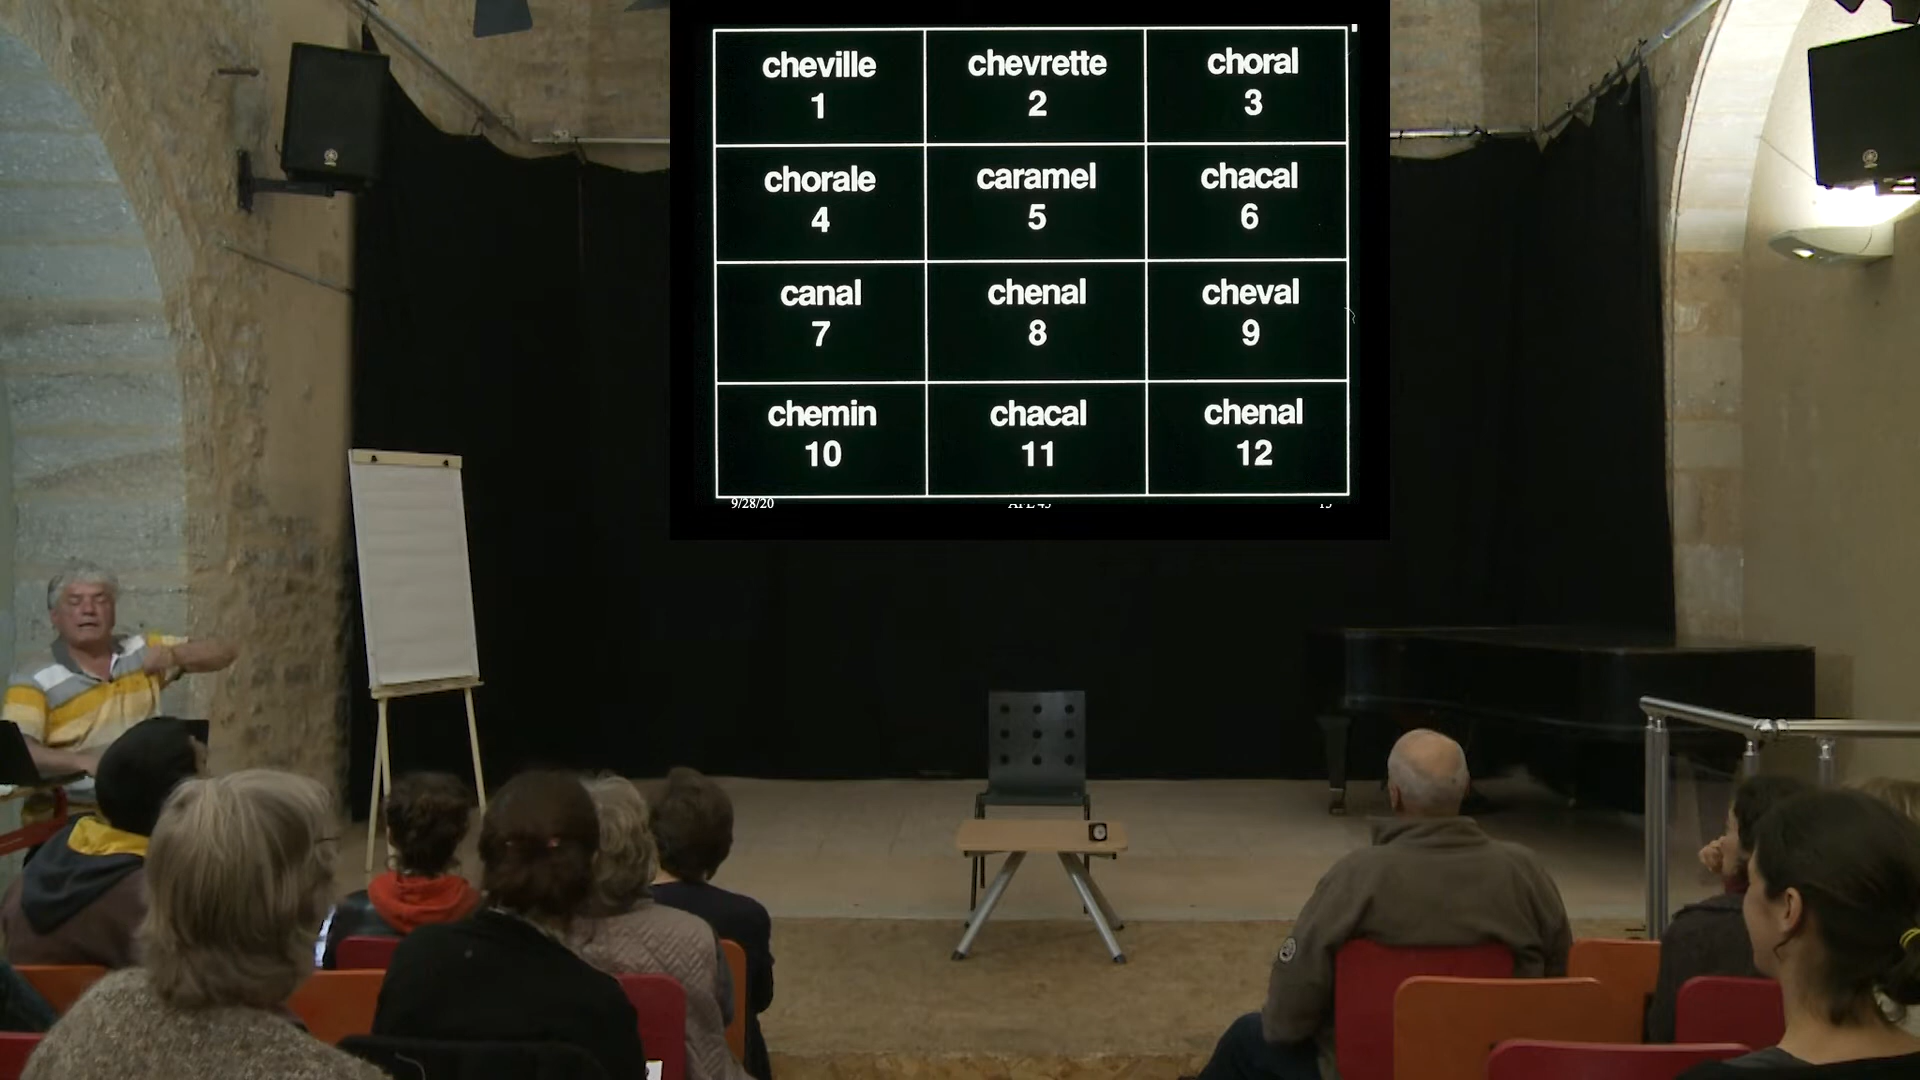 cheville
1
chevrette
2
choral
3
chorale
4
caramel
5
chacal
6
canal
7
chenal
8
cheval
9
chemin
10
chacal
11
chenal
12
9/28/20